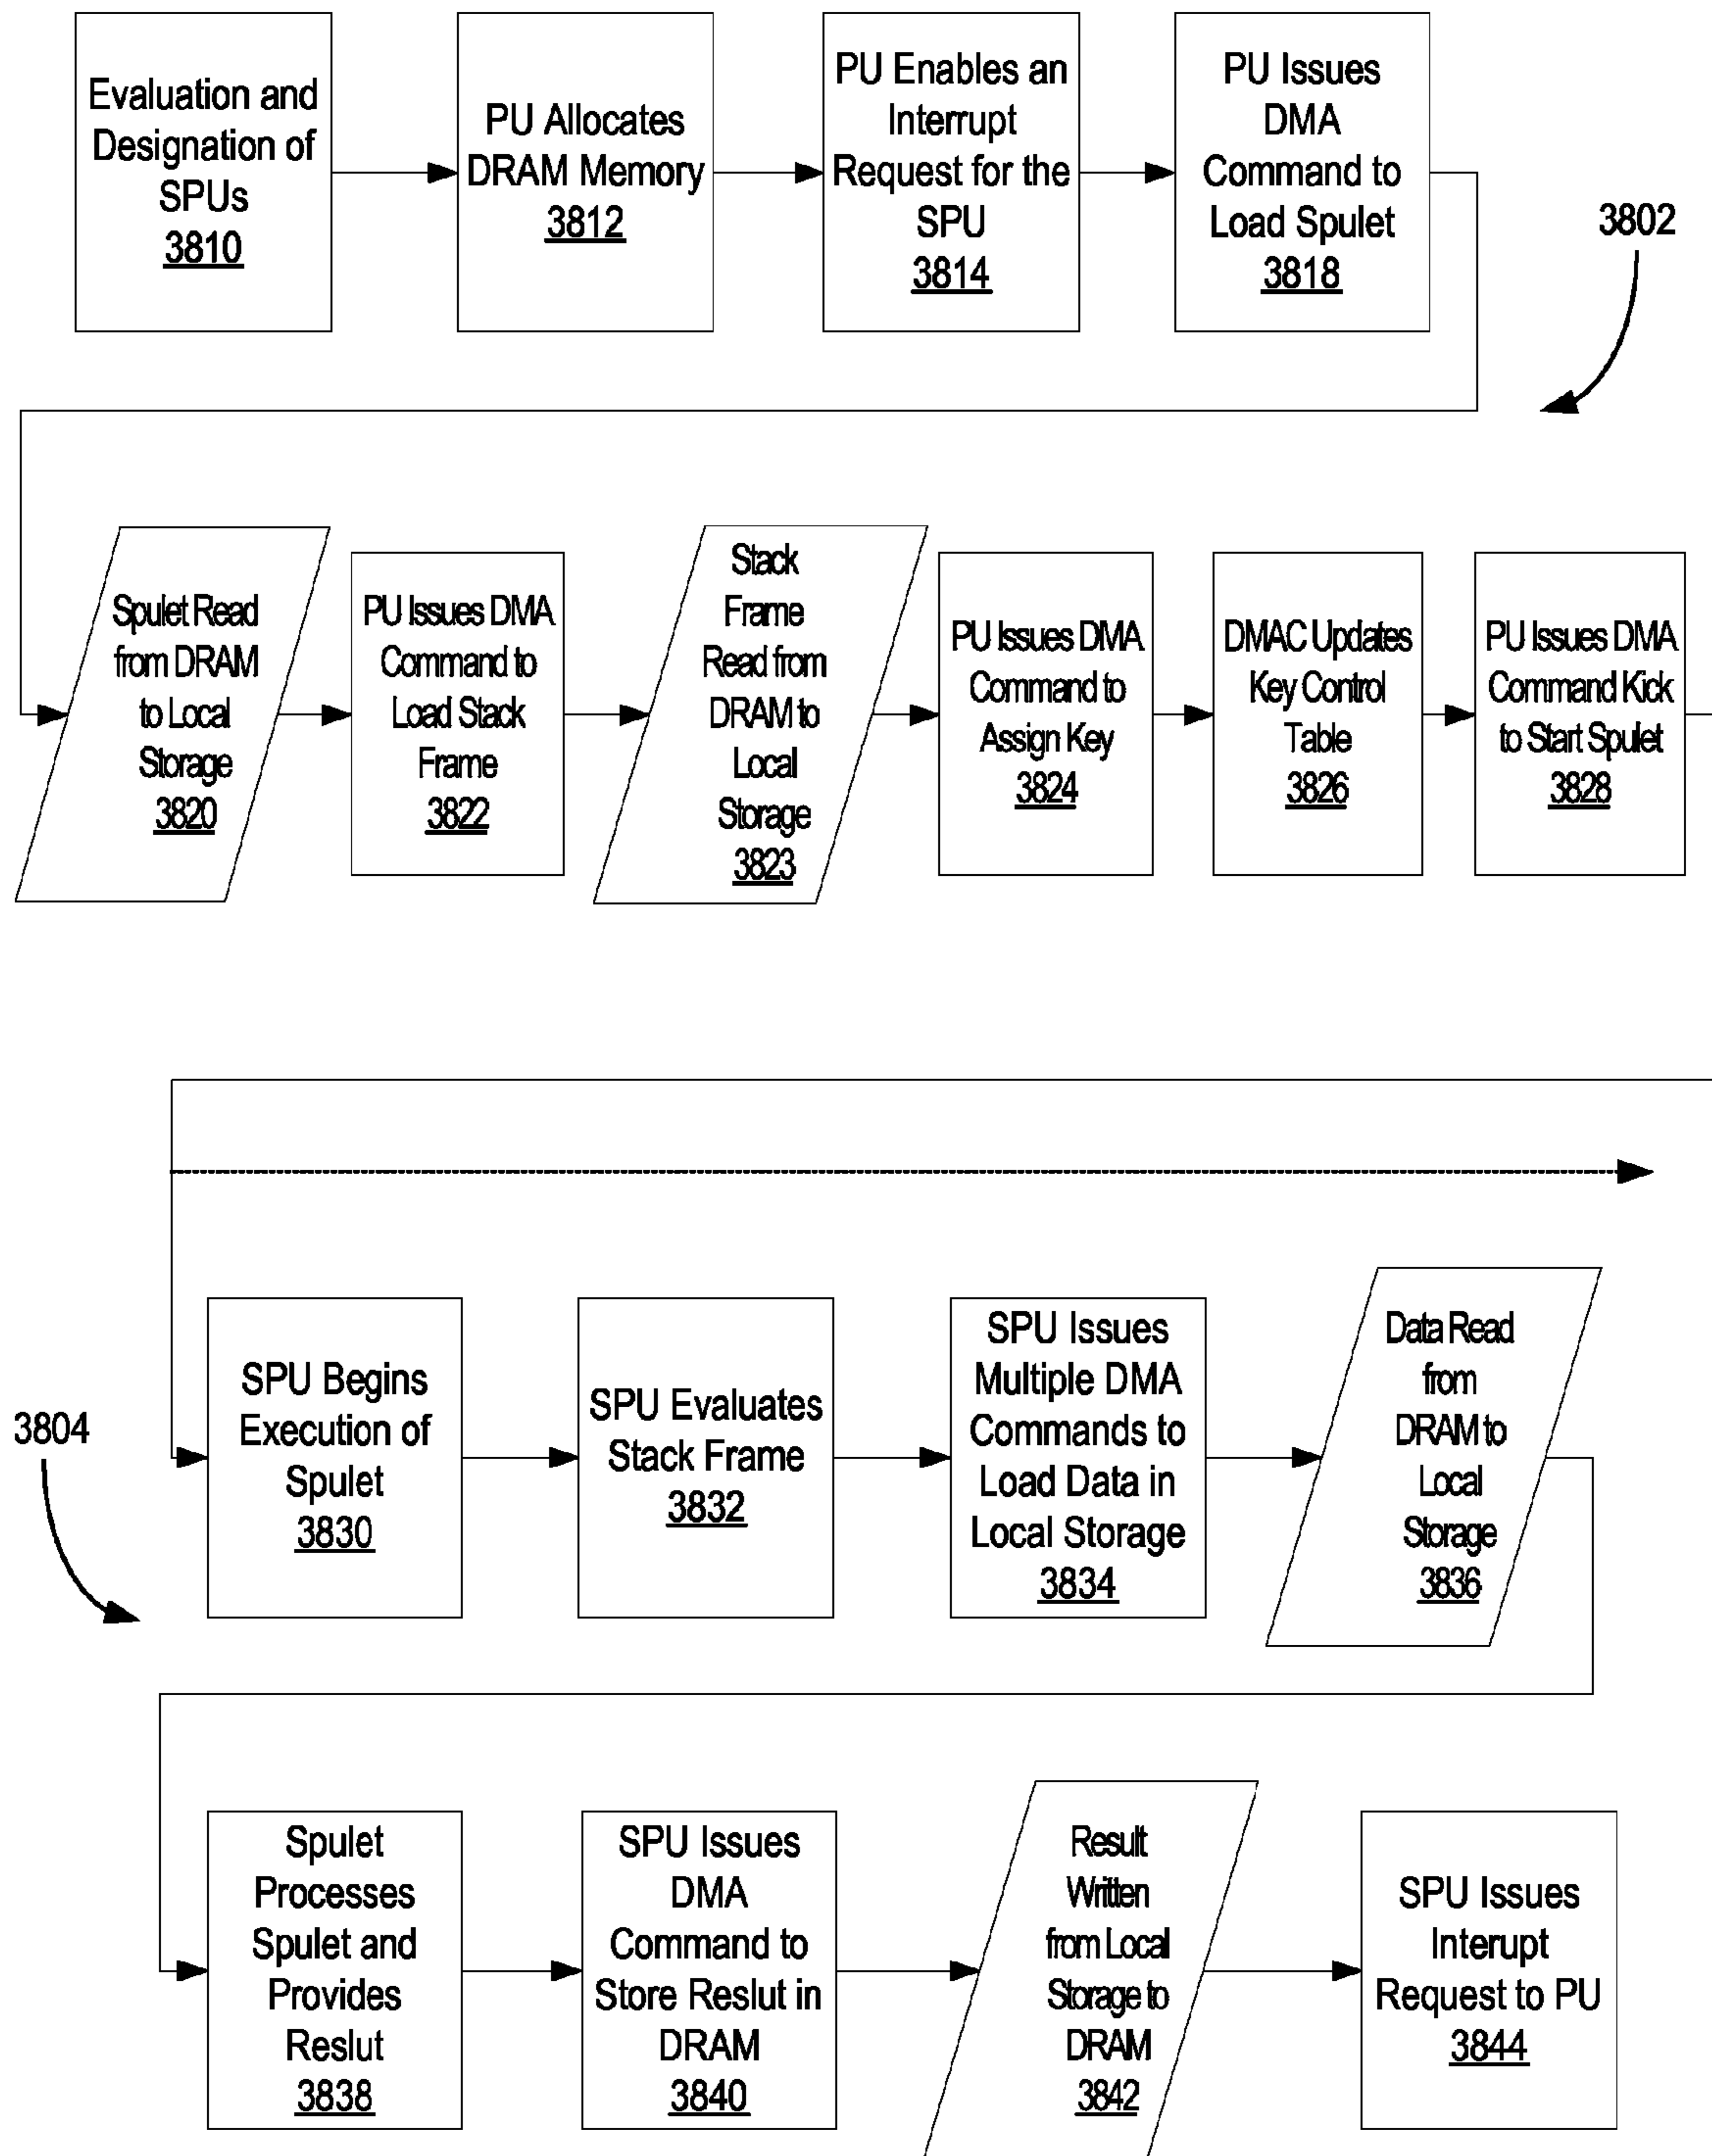 Evaluation and
Designation of
SPUs
3810
PU Allocates
DRAM Memory
3812
PU Enables an
Interrupt
Request for the
SPU
3814
PU Issues
DMA
Command to
Load Spulet
3818
3802
Spulet Read
from DRAM
to Local
Storage
3820
PU Issues DMA
Command to
Load Stack
Frame
3822
Stack
Frame
Read from
DRAM to
Local
Storage
3823
PU Issues DMA
Command to
Assign Key
3824
DMAC Updates
Key Control
Table
3826
PU Issues DMA
Command Kick
to Start Spulet
3828
3804
SPU Begins
Execution of
Spulet
3830
SPU Evaluates
Stack Frame
3832
SPU Issues
Multiple DMA
Commands to
Load Data in
Local Storage
3834
Data Read
from
DRAM to
Local
Storage
3836
Spulet
Processes
Spulet and
Provides
Reslut
3838
SPU Issues
DMA
Command to
Store Reslut in
DRAM
3840
Result
Written
from Local
Storage to
DRAM
3842
SPU Issues
Interupt
Request to PU
3844